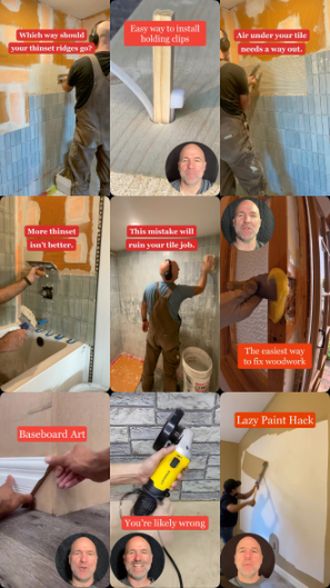 Which way should
your thinset ridges go?
Easy way to install
holding clips
Air under your tile
needs a way out.
More thinset
isn't better.
This mistake will
ruin your tile job.
The easiest way
to fix woodwork
Baseboard Art
You're likely wrong
Lazy Paint Hack